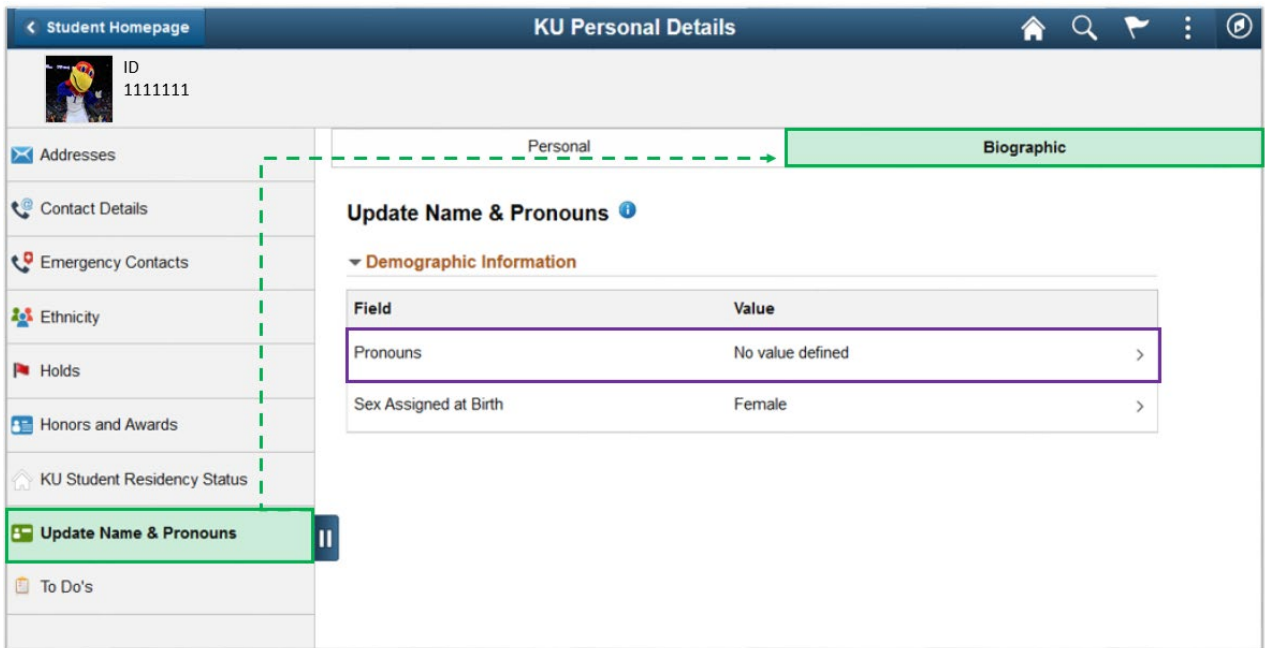 Student Homepage
KU Personal Details
ID
1111111
Addresses
Contact Details
Emergency Contacts
Ethnicity
Holds
Honors and Awards
KU Student Residency Status
Update Name & Pronouns
To Do's
Personal
Biographic
Update Name & Pronouns
Demographic Information
Field Value
Pronouns No value defined
Sex Assigned at Birth Female